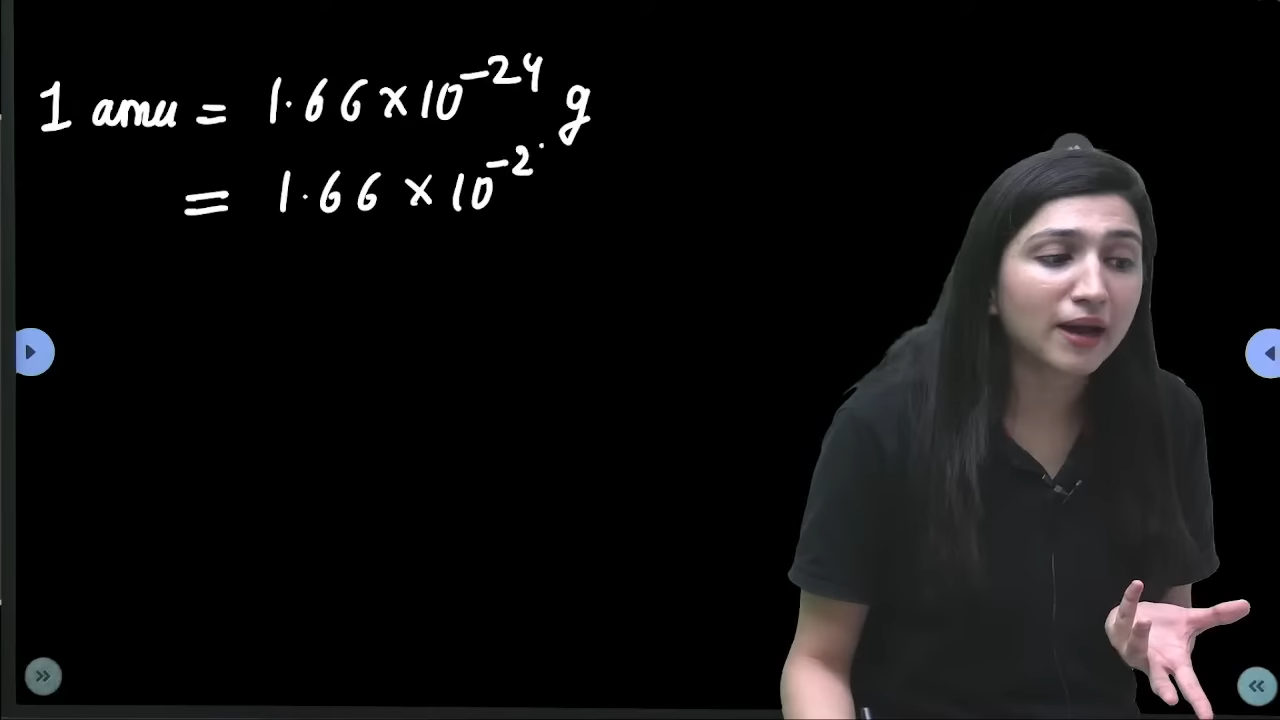 1 amu = 1.66 × 10⁻²⁴ g
= 1.66 × 10⁻²